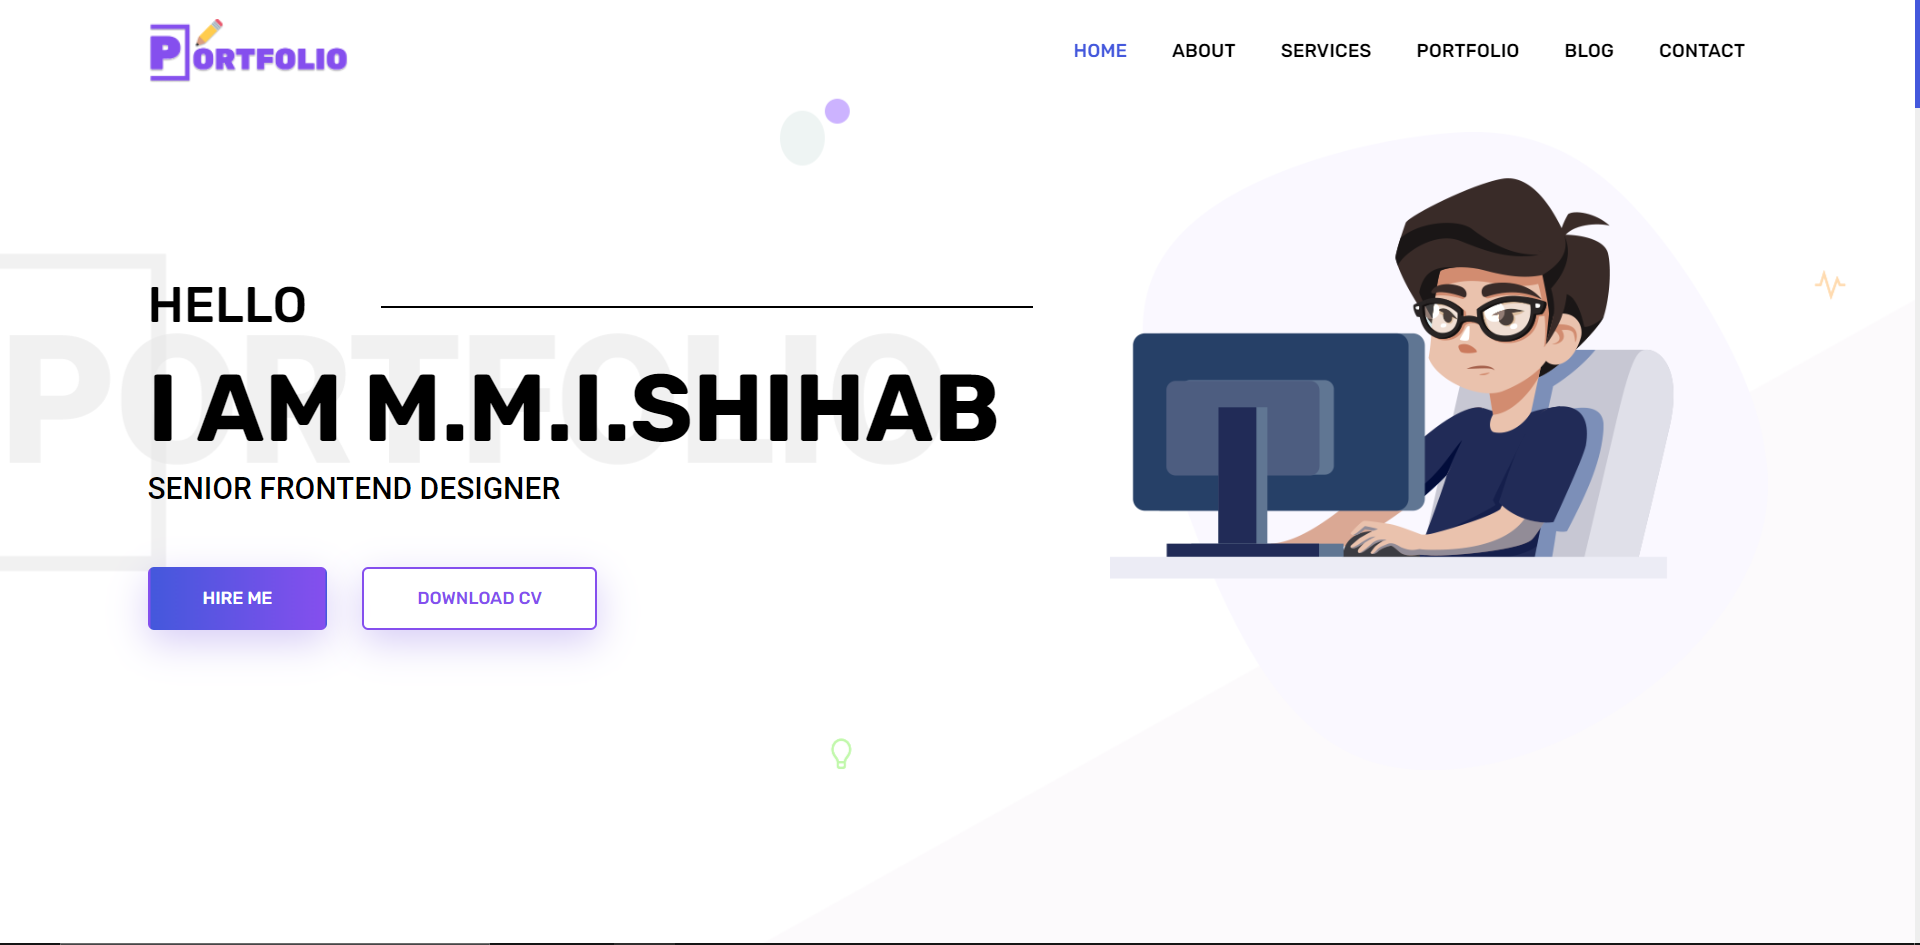 PORTFOLIO
HOME ABOUT SERVICES PORTFOLIO BLOG CONTACT
HELLO
PORTFOLIO
I AM M.M.I.SHIHAB
SENIOR FRONTEND DESIGNER
HIRE ME DOWNLOAD CV